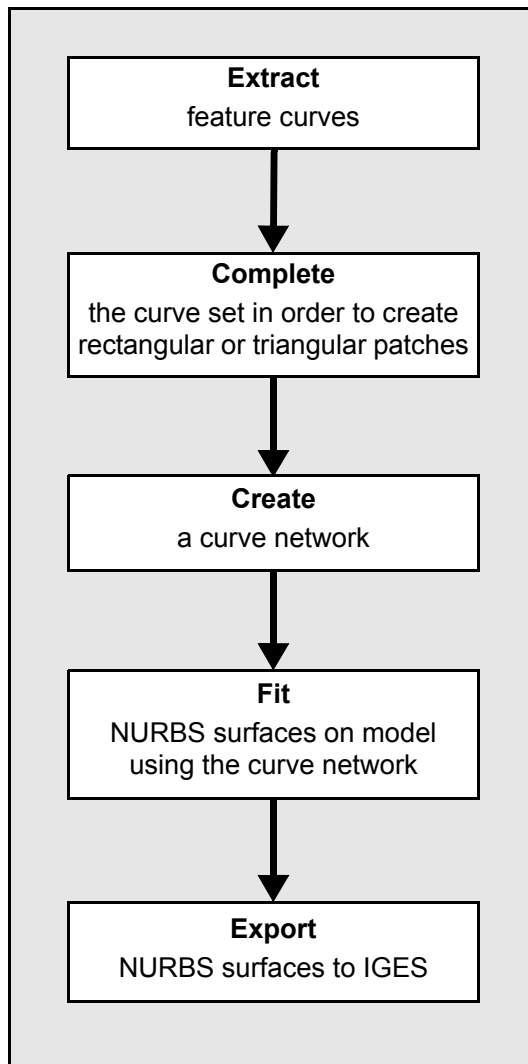 Extract
feature curves
Complete
the curve set in order to create
rectangular or triangular patches
Create
a curve network
Fit
NURBS surfaces on model
using the curve network
Export
NURBS surfaces to IGES